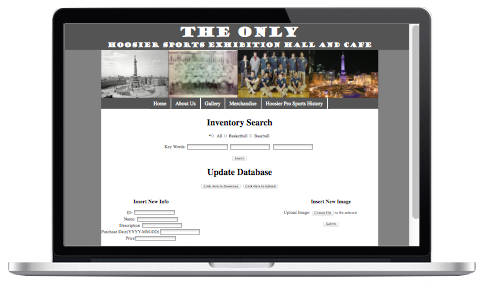 THE ONLY
HOOSIER SPORTS EXHIBITION HALL AND CAFE
Home About Us Gallery Merchandise Hoosier Pro Sports History
Inventory Search
All Basketball Baseball
Key Words:
Search
Update Database
Click Here to Download Click Here to Upload
Insert New Info Insert New Image
ID:
Upload Image: Choose File no file selected
Name:
Submit
Description:
Purchase Date(YYYY-MM-DD)
Price